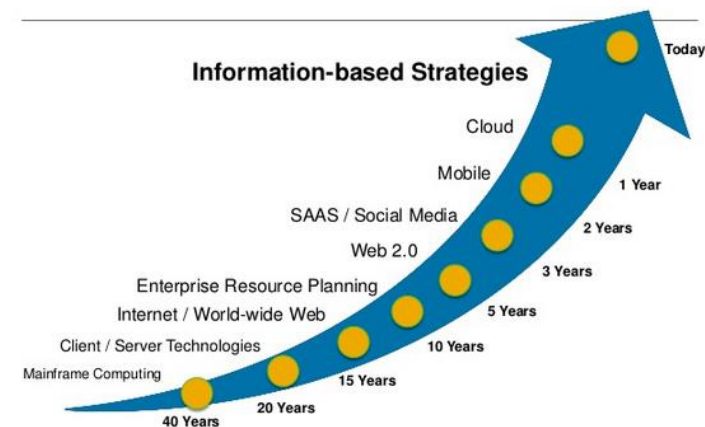 Today
Information-based Strategies
Cloud
Mobile
1 Year
SAAS / Social Media
2 Years
Web 2.0
3 Years
Enterprise Resource Planning
5 Years
Internet / World-wide Web
Client / Server Technologies
10 Years
Mainframe Computing
15 Years
20 Years
40 Years